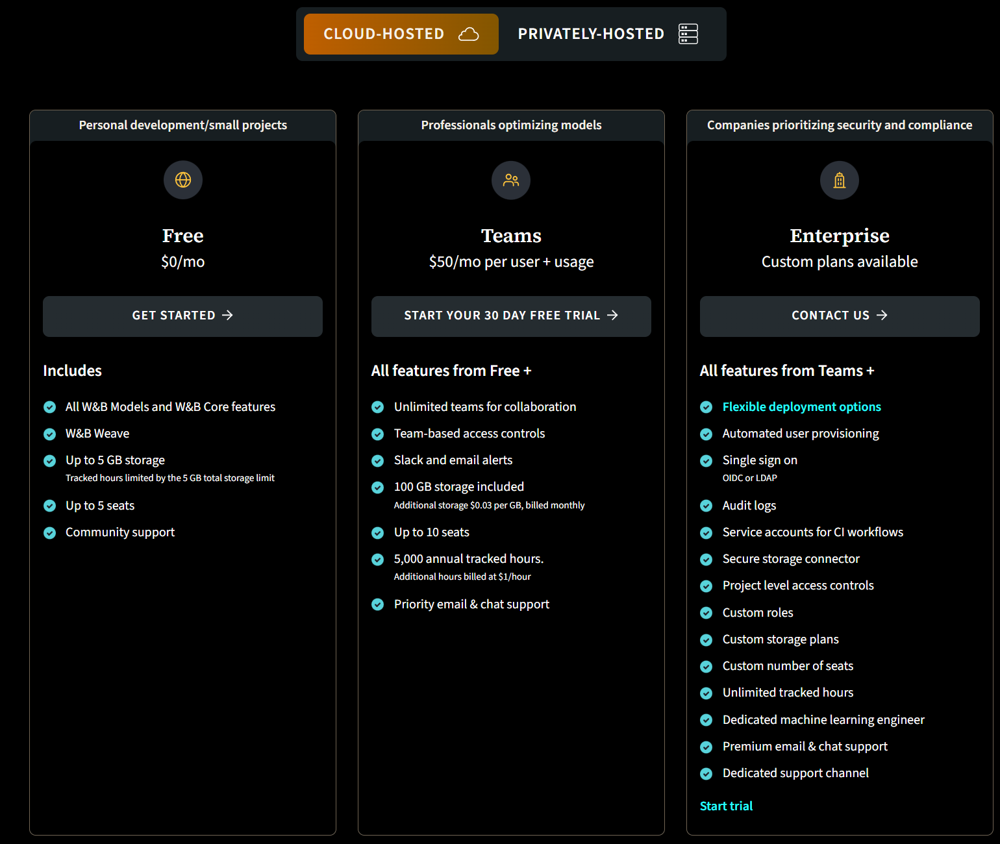 CLOUD-HOSTED
PRIVATELY-HOSTED
Personal development/small projects
Free
$0/mo
GET STARTED →
Includes
All W&B Models and W&B Core features
W&B Weave
Up to 5 GB storage
Tracked hours limited by the 5 GB total storage limit
Up to 5 seats
Community support
Professionals optimizing models
Teams
$50/mo per user + usage
START YOUR 30 DAY FREE TRIAL →
All features from Free +
Unlimited teams for collaboration
Team-based access controls
Slack and email alerts
100 GB storage included
Additional storage $0.03 per GB, billed monthly
Up to 10 seats
5,000 annual tracked hours.
Additional hours billed at $1/hour
Priority email & chat support
Companies prioritizing security and compliance
Enterprise
Custom plans available
CONTACT US →
All features from Teams +
Flexible deployment options
Automated user provisioning
Single sign on
OIDC or LDAP
Audit logs
Service accounts for CI workflows
Secure storage connector
Project level access controls
Custom roles
Custom storage plans
Custom number of seats
Unlimited tracked hours
Dedicated machine learning engineer
Premium email & chat support
Dedicated support channel
Start trial